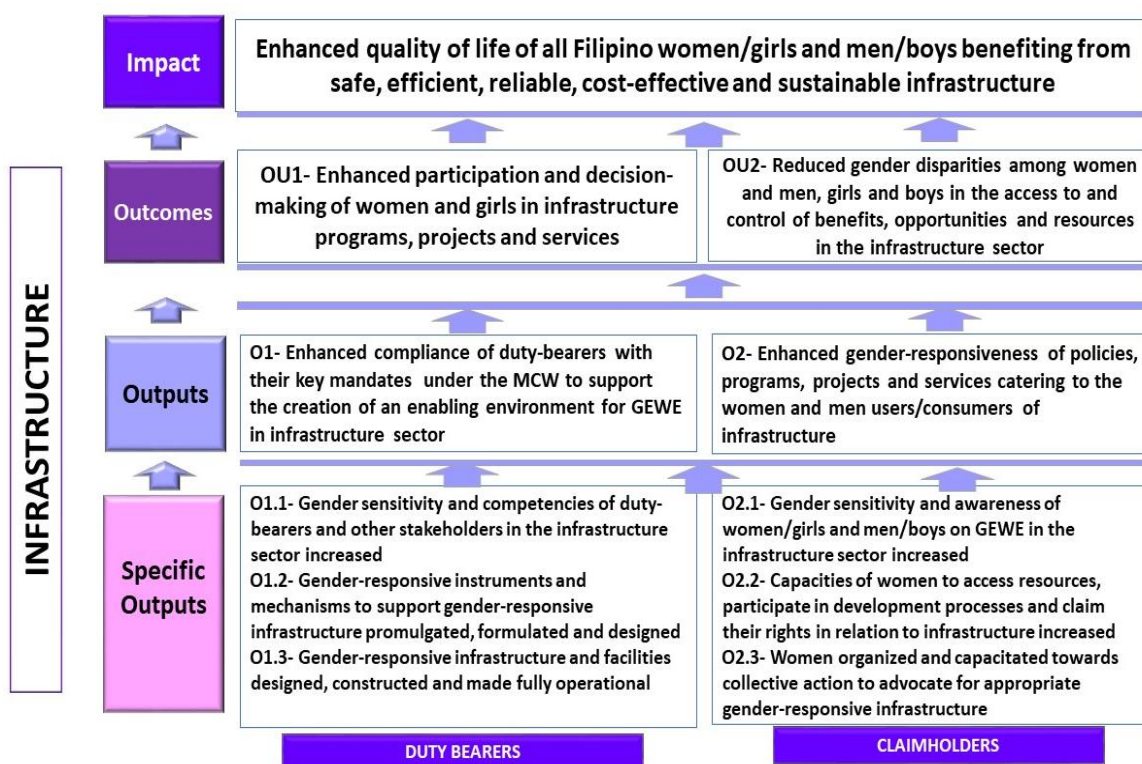 INFRASTRUCTURE
Impact
Enhanced quality of life of all Filipino women/girls and men/boys benefiting from
safe, efficient, reliable, cost-effective and sustainable infrastructure
Outcomes
OU1- Enhanced participation and decision-
making of women and girls in infrastructure
programs, projects and services
OU2- Reduced gender disparities among women
and men, girls and boys in the access to and
control of benefits, opportunities and resources
in the infrastructure sector
Outputs
O1- Enhanced compliance of duty-bearers with
their key mandates under the MCW to support
the creation of an enabling environment for GEWE
in infrastructure sector
O2- Enhanced gender-responsiveness of policies,
programs, projects and services catering to the
women and men users/consumers of
infrastructure
Specific
Outputs
O1.1- Gender sensitivity and competencies of duty-
bearers and other stakeholders in the infrastructure
sector increased
O1.2- Gender-responsive instruments and
mechanisms to support gender-responsive
infrastructure promulgated, formulated and designed
O1.3- Gender-responsive infrastructure and facilities
designed, constructed and made fully operational
O2.1- Gender sensitivity and awareness of
women/girls and men/boys on GEWE in the
infrastructure sector increased
O2.2- Capacities of women to access resources,
participate in development processes and claim
their rights in relation to infrastructure increased
O2.3- Women organized and capacitated towards
collective action to advocate for appropriate
gender-responsive infrastructure
DUTY BEARERS
CLAIMHOLDERS